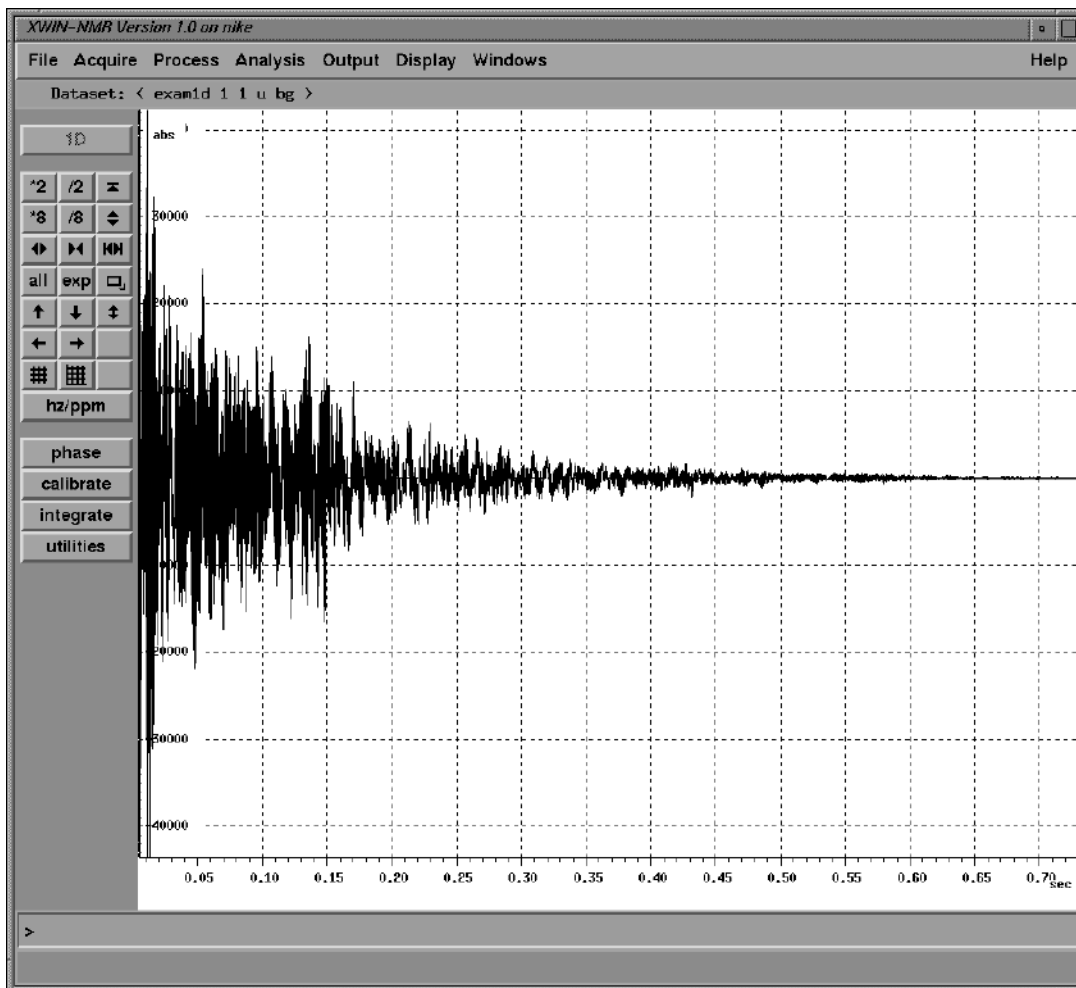 XWIN-NMR Version 1.0 on nike
File Acquire Process Analysis Output Display Windows Help
Dataset: < exam1d 1 1 u bg >
1D
abs
*2 /2
*8 /8
all exp
hz/ppm
phase
calibrate
integrate
utilities
30000
20000
20000
30000
40000
0.05 0.10 0.15 0.20 0.25 0.30 0.35 0.40 0.45 0.50 0.55 0.60 0.65 0.70
sec
>